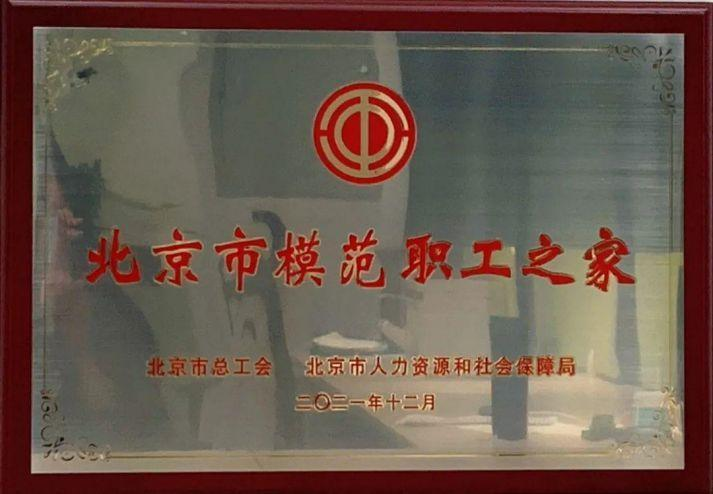 北京市模范职工之家
北京市总工会 北京市人力资源和社会保障局
二〇二一年十二月